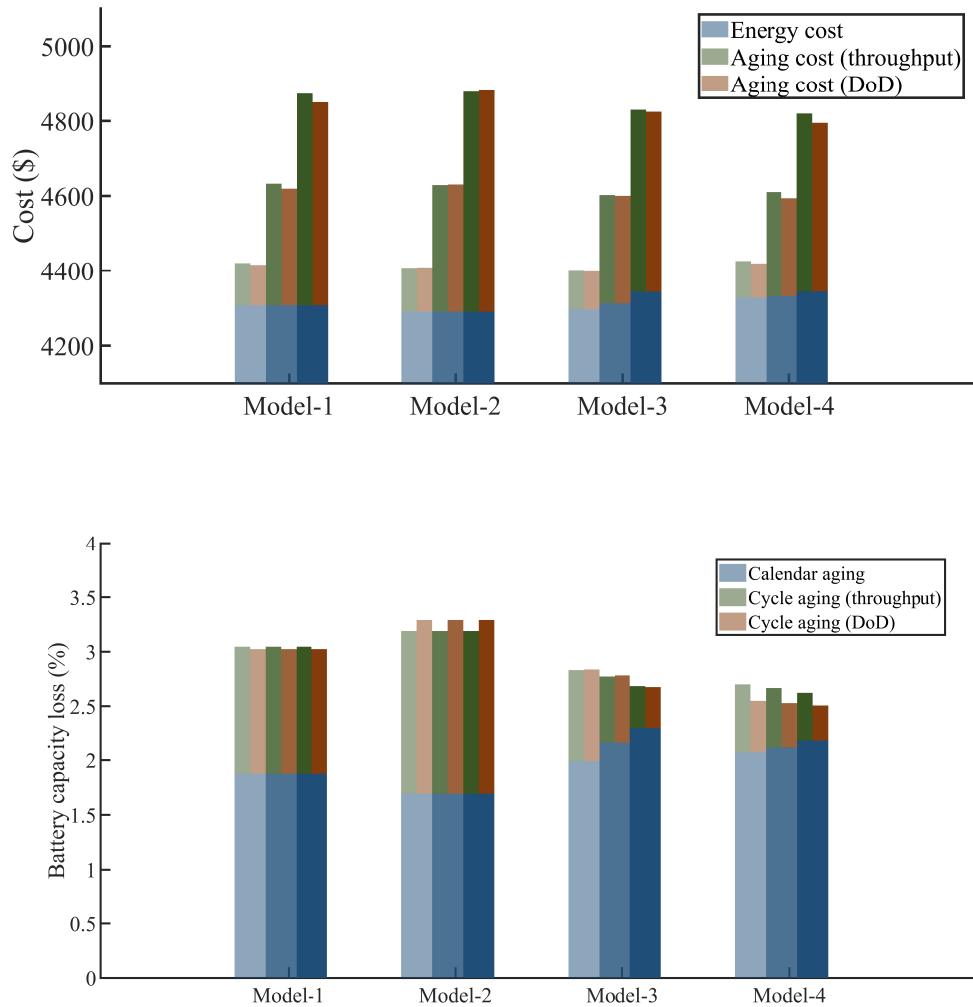 Cost ($)
5000
4800
4600
4400
4200
Energy cost
Aging cost (throughput)
Aging cost (DoD)
Model-1 Model-2 Model-3 Model-4
Battery capacity loss (%)
4
3.5
3
2.5
2
1.5
1
0.5
0
Calendar aging
Cycle aging (throughput)
Cycle aging (DoD)
Model-1 Model-2 Model-3 Model-4